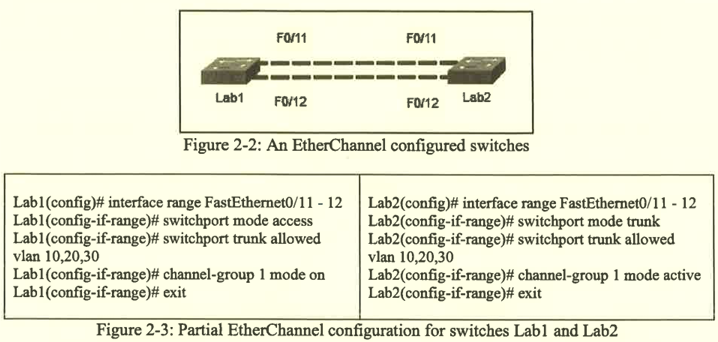 F0/11
F0/11
Lab1
F0/12
F0/12
Lab2
Figure 2-2: An EtherChannel configured switches
Lab1(config)# interface range FastEthernet0/11 - 12
Lab1(config-if-range)# switchport mode access
Lab1(config-if-range)# switchport trunk allowed
vlan 10,20,30
Lab1(config-if-range)# channel-group 1 mode on
Lab1(config-if-range)# exit
Lab2(config)# interface range FastEthernet0/11 - 12
Lab2(config-if-range)# switchport mode trunk
Lab2(config-if-range)# switchport trunk allowed
vlan 10,20,30
Lab2(config-if-range)# channel-group 1 mode active
Lab2(config-if-range)# exit
Figure 2-3: Partial EtherChannel configuration for switches Lab1 and Lab2